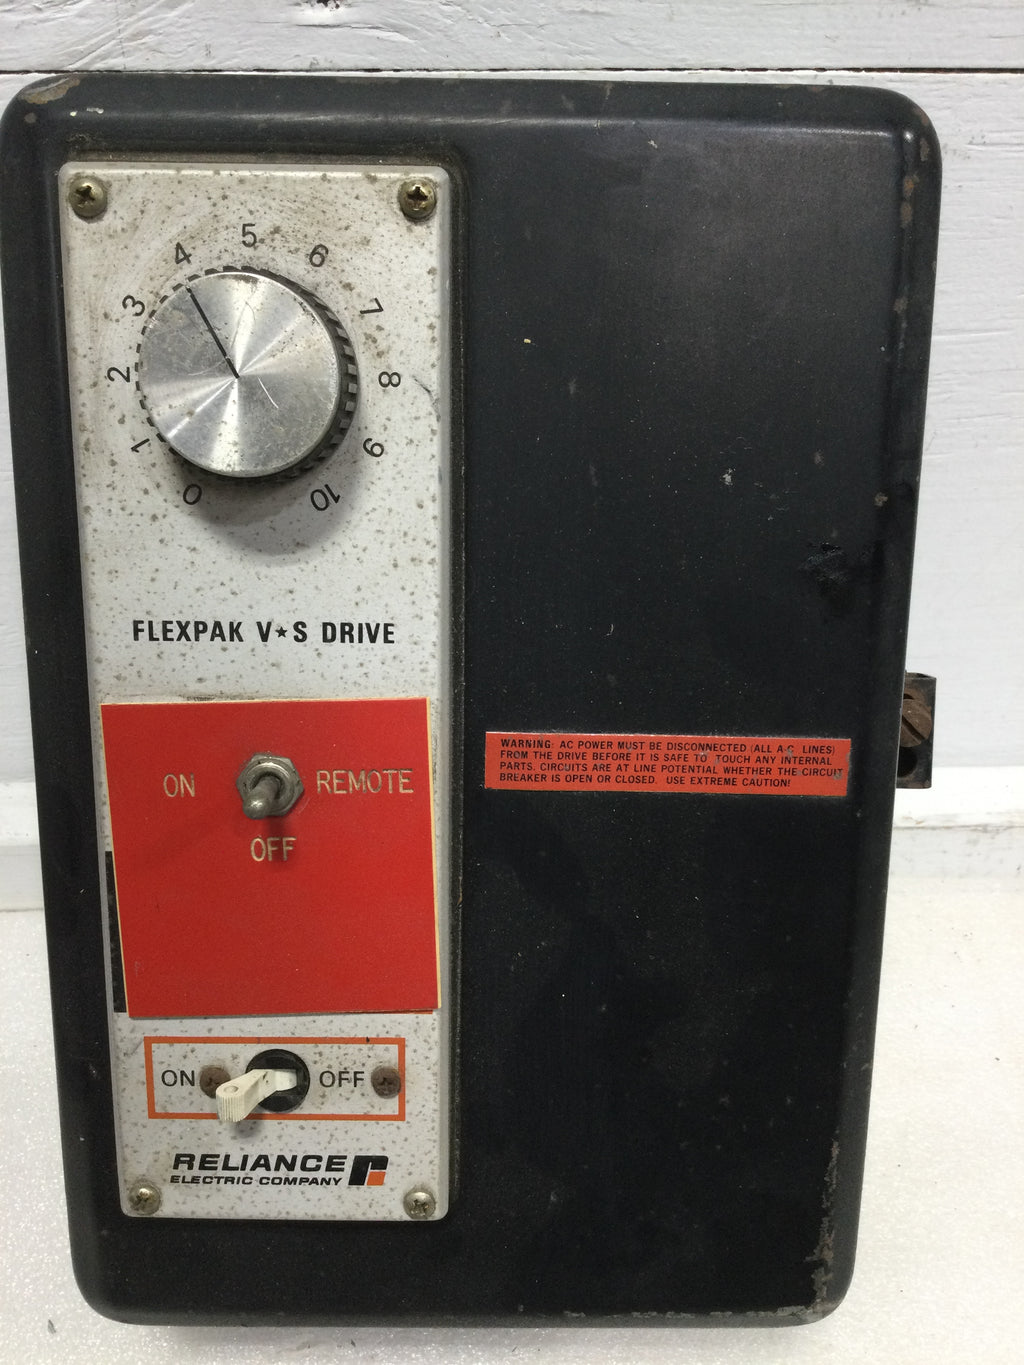 0
1
2
3
4
5
6
7
8
9
10
FLEXPAK V★S DRIVE
ON REMOTE
OFF
WARNING: AC POWER MUST BE DISCONNECTED (ALL A-C LINES)
FROM THE DRIVE BEFORE IT IS SAFE TO TOUCH ANY INTERNAL
PARTS. CIRCUITS ARE AT LINE POTENTIAL WHETHER THE CIRCUIT
BREAKER IS OPEN OR CLOSED. USE EXTREME CAUTION!
ON OFF
RELIANCE
ELECTRIC COMPANY